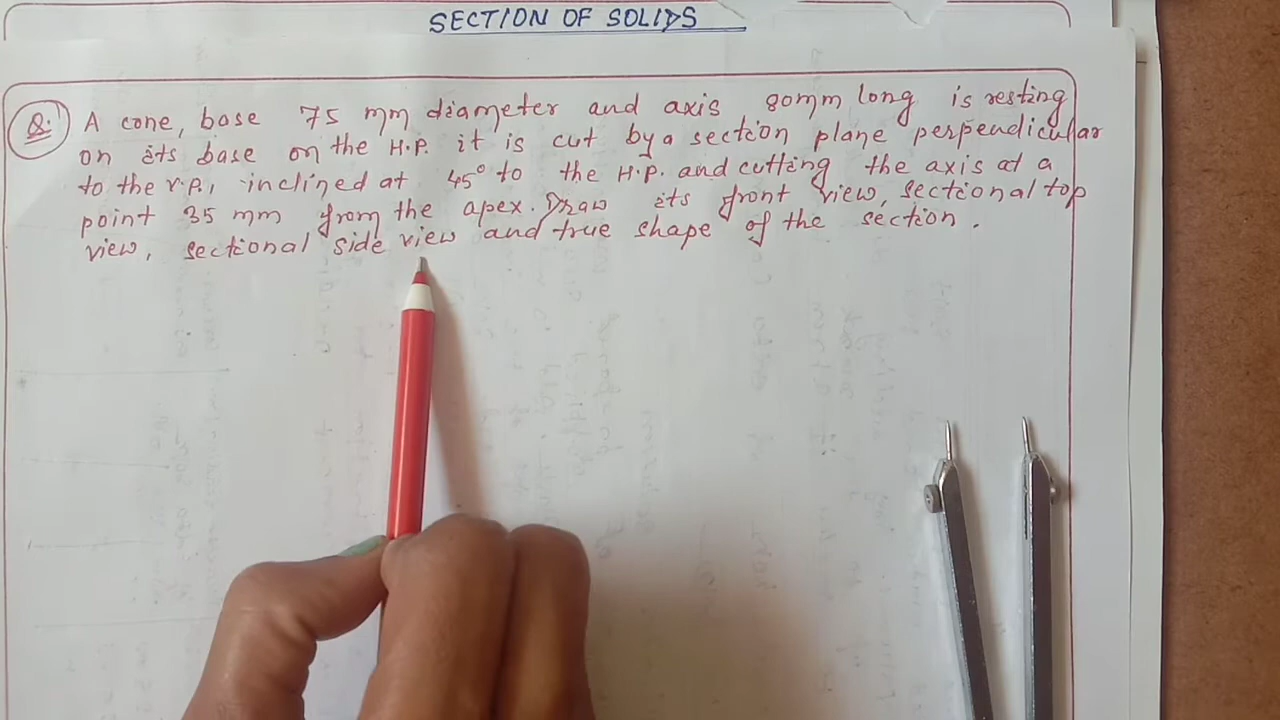 SECTION OF SOLIDS
Q. A cone, base 75 mm diameter and axis 80mm long is resting
on its base on the H.P. it is cut by a section plane perpendicular
to the V.P., inclined at 45° to the H.P. and cutting the axis at a
point 35 mm from the apex. Draw its front view, sectional top
view, sectional side view and true shape of the section.